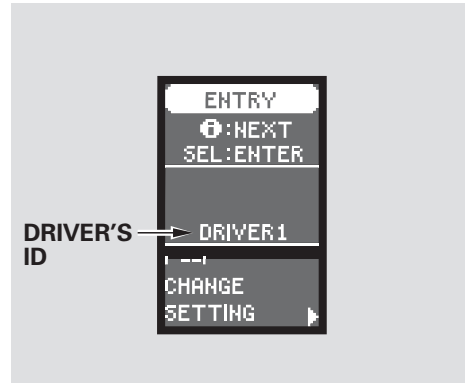 ENTRY
ℹ:NEXT
SEL:ENTER
DRIVER'S ID
DRIVER1
CHANGE
SETTING